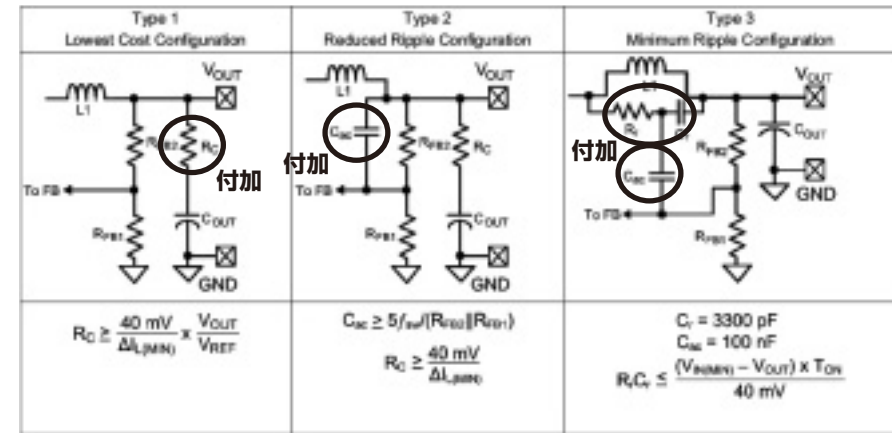 Type 1
Lowest Cost Configuration
Type 2
Reduced Ripple Configuration
Type 3
Minimum Ripple Configuration
VOUT
L1
RFB2
RC
付加
To FB
RFB1
COUT
GND
VOUT
L1
Cac
付加
RFB2
RC
To FB
RFB1
COUT
GND
L1
VOUT
Rr
Cr
付加
RFB2
COUT
Cac
GND
To FB
RFB1
RC ≥ 40 mV / ΔIL(MIN) x VOUT / VREF
Cac ≥ 5fsw/(RFB2||RFB1)
RC ≥ 40 mV / ΔIL(MIN)
Cr = 3300 pF
Cac = 100 nF
RrCr ≤ (VIN(MIN) – VOUT) x TON / 40 mV